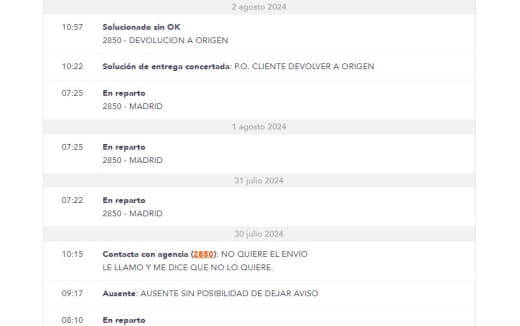 2 agosto 2024
10:57 Solucionado sin OK
2850 - DEVOLUCION A ORIGEN
10:22 Solución de entrega concertada: P.O. CLIENTE DEVOLVER A ORIGEN
07:25 En reparto
2850 - MADRID
1 agosto 2024
07:25 En reparto
2850 - MADRID
31 julio 2024
07:22 En reparto
2850 - MADRID
30 julio 2024
10:15 Contacta con agencia (2850): NO QUIERE EL ENVIO
LE LLAMO Y ME DICE QUE NO LO QUIERE.
09:17 Ausente: AUSENTE SIN POSIBILIDAD DE DEJAR AVISO
08:10 En reparto